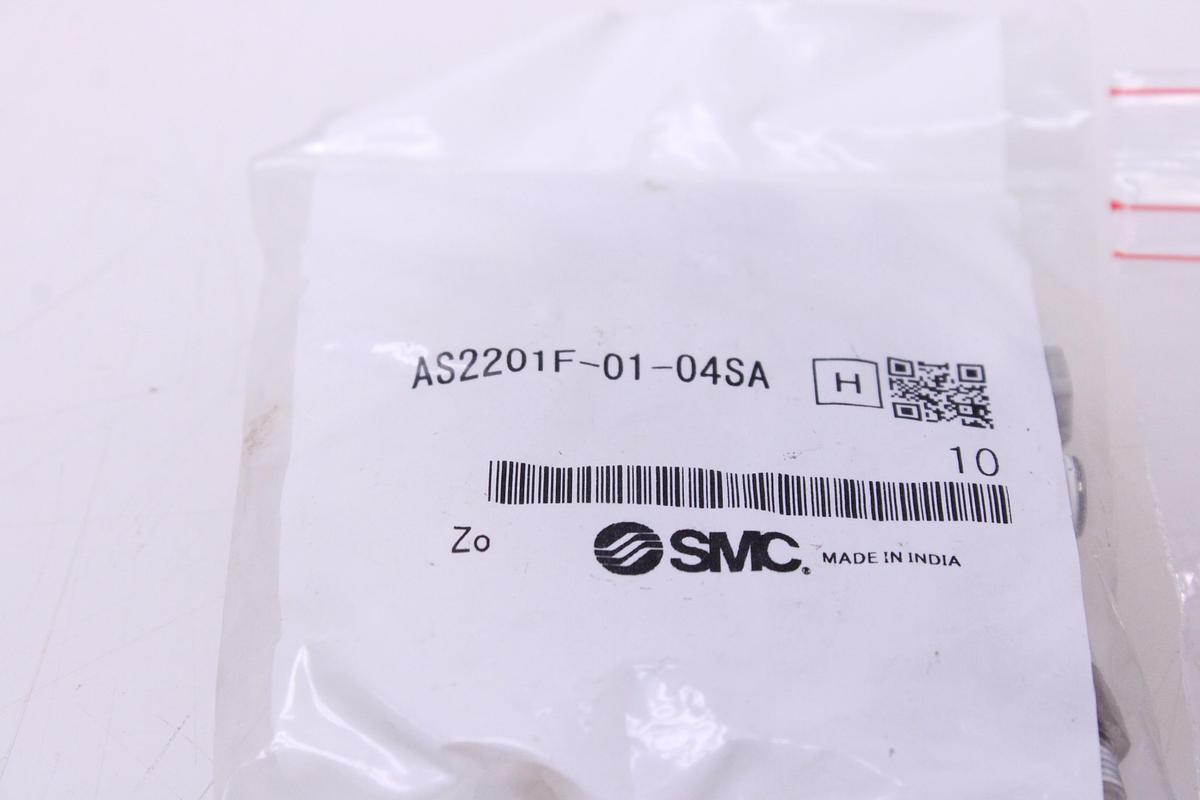 AS2201F-01-04SA H
10
Zo SMC. MADE IN INDIA